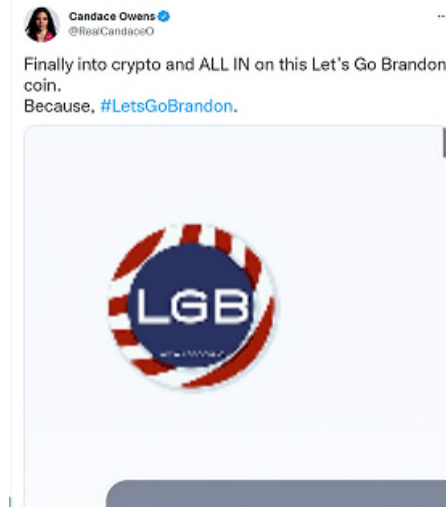 Candace Owens
@RealCandaceO
Finally into crypto and ALL IN on this Let's Go Brandon
coin.
Because, #LetsGoBrandon.
LGB